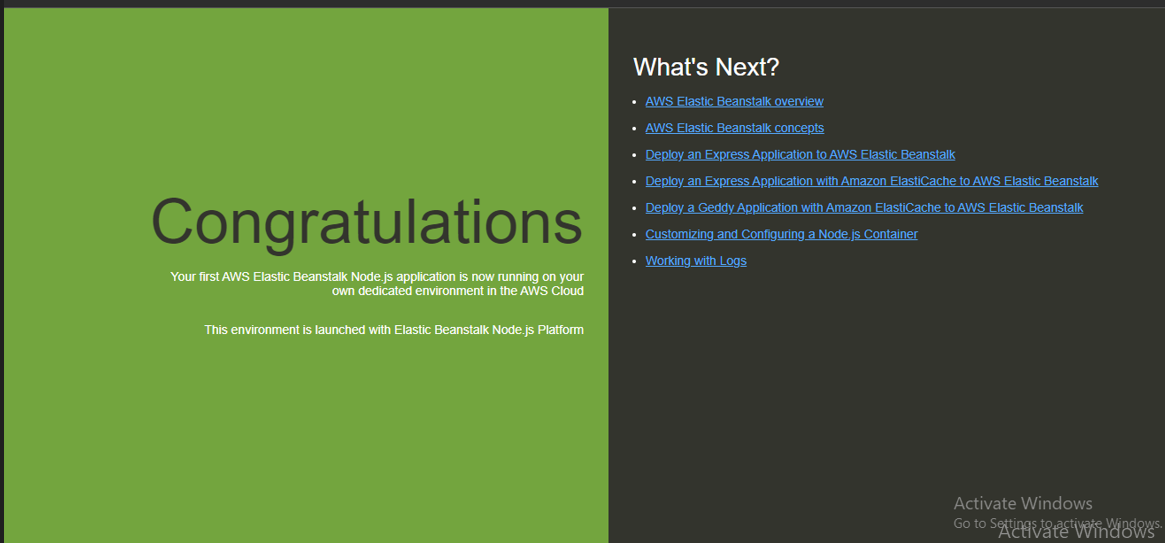 Congratulations
Your first AWS Elastic Beanstalk Node.js application is now running on your
own dedicated environment in the AWS Cloud
This environment is launched with Elastic Beanstalk Node.js Platform
What's Next?
AWS Elastic Beanstalk overview
AWS Elastic Beanstalk concepts
Deploy an Express Application to AWS Elastic Beanstalk
Deploy an Express Application with Amazon ElastiCache to AWS Elastic Beanstalk
Deploy a Geddy Application with Amazon ElastiCache to AWS Elastic Beanstalk
Customizing and Configuring a Node.js Container
Working with Logs
Activate Windows
Go to Settings to activate Windows.
Activate Windows